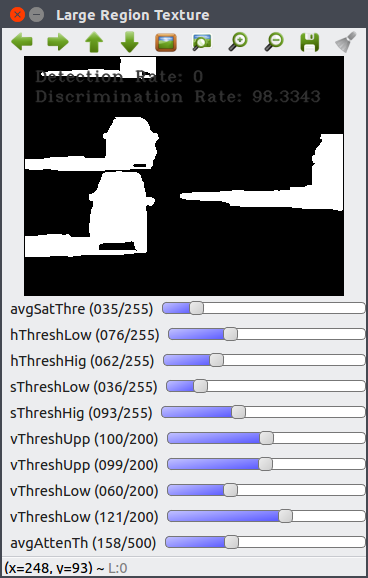 Large Region Texture
Detection Rate: 0
Discrimination Rate: 98.3343
avgSatThre (035/255)
hThreshLow (076/255)
hThreshHig (062/255)
sThreshLow (036/255)
sThreshHig (093/255)
vThreshUpp (100/200)
vThreshUpp (099/200)
vThreshLow (060/200)
vThreshLow (121/200)
avgAttenTh (158/500)
(x=248, y=93) ~ L:0